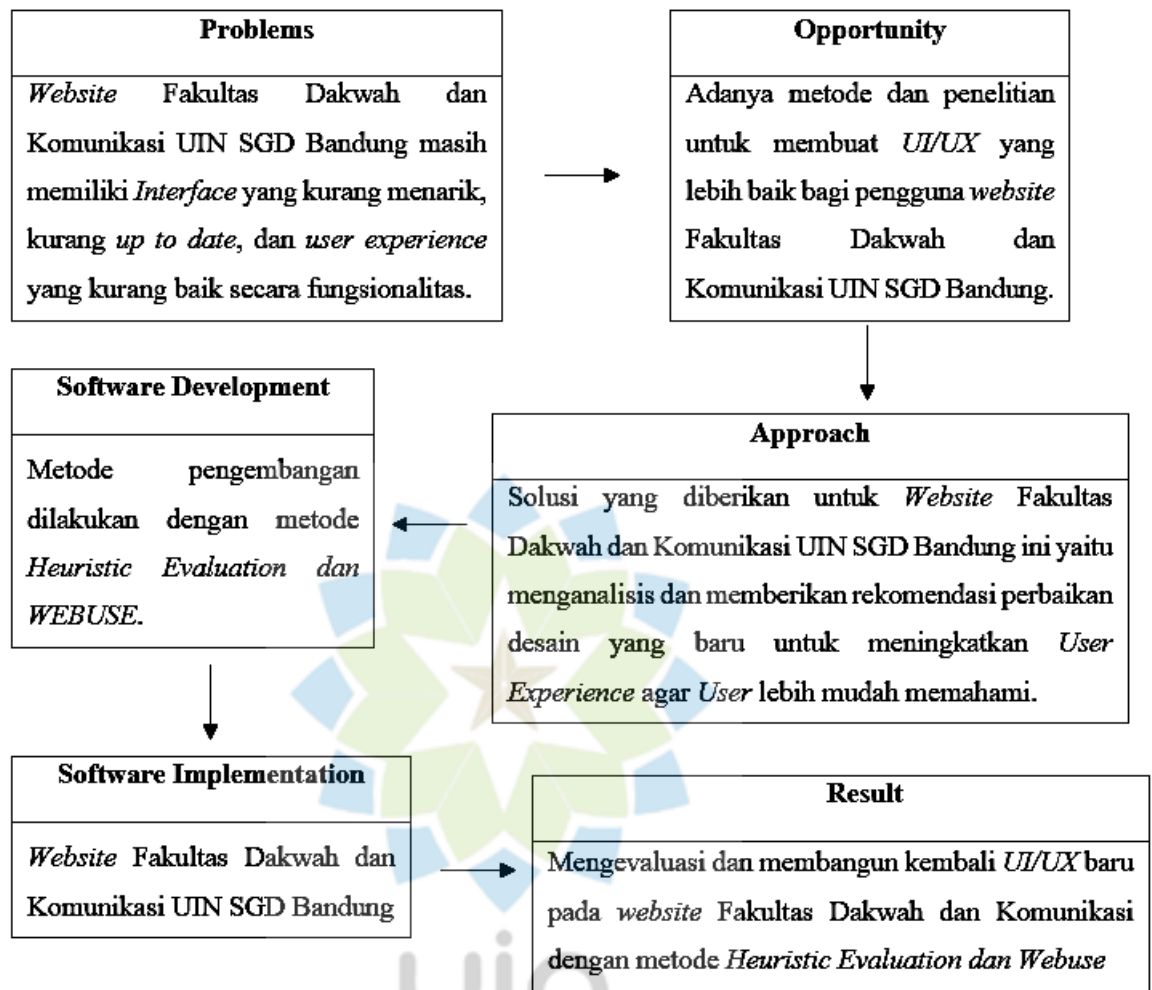 Problems
Website Fakultas Dakwah dan
Komunikasi UIN SGD Bandung masih
memiliki Interface yang kurang menarik,
kurang up to date, dan user experience
yang kurang baik secara fungsionalitas.
Opportunity
Adanya metode dan penelitian
untuk membuat UI/UX yang
lebih baik bagi pengguna website
Fakultas Dakwah dan
Komunikasi UIN SGD Bandung.
Approach
Solusi yang diberikan untuk Website Fakultas
Dakwah dan Komunikasi UIN SGD Bandung ini yaitu
menganalisis dan memberikan rekomendasi perbaikan
desain yang baru untuk meningkatkan User
Experience agar User lebih mudah memahami.
Software Development
Metode pengembangan
dilakukan dengan metode
Heuristic Evaluation dan
WEBUSE.
Software Implementation
Website Fakultas Dakwah dan
Komunikasi UIN SGD Bandung
Result
Mengevaluasi dan membangun kembali UI/UX baru
pada website Fakultas Dakwah dan Komunikasi
dengan metode Heuristic Evaluation dan Webuse
uin